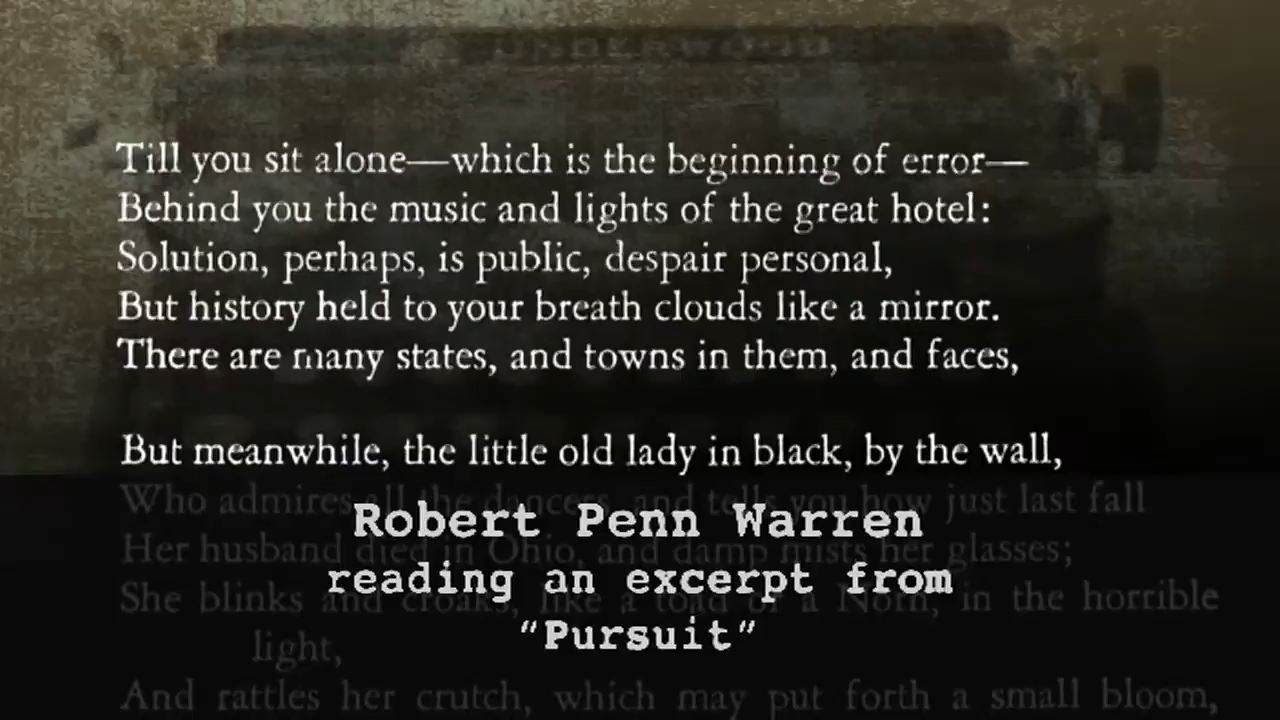 UNDERWOOD
Till you sit alone—which is the beginning of error—
Behind you the music and lights of the great hotel:
Solution, perhaps, is public, despair personal,
But history held to your breath clouds like a mirror.
There are many states, and towns in them, and faces,
But meanwhile, the little old lady in black, by the wall,
Who admires all the dancers, and tells you how just last fall
Her husband died in Ohio, and damp mists her glasses;
She blinks and croaks, like a toad or a Norn, in the horrible
light,
And rattles her crutch, which may put forth a small bloom,
Robert Penn Warren
reading an excerpt from
"Pursuit"